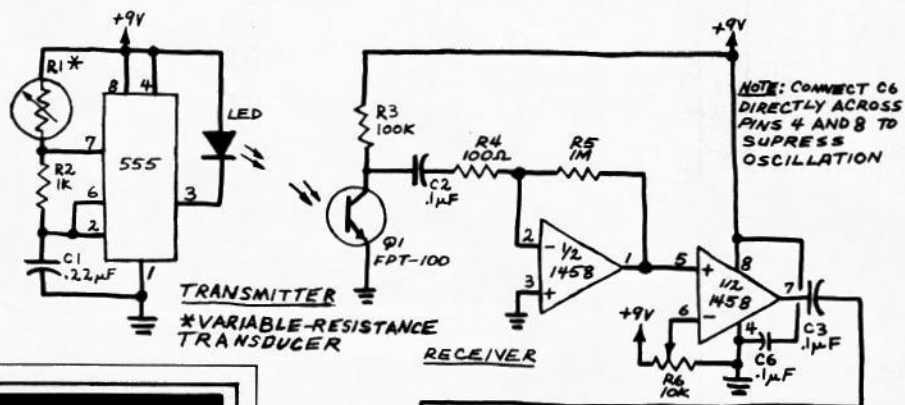 +9V
R1*
8
4
LED
7
555
R2
1K
6
3
2
C1
.22µF
1
TRANSMITTER
*VARIABLE-RESISTANCE
TRANSDUCER
+9V
R3
100K
C2
.1µF
R4
100Ω
R5
1M
Q1
FPT-100
2
-
1/2
1458
1
3
+
NOTE: CONNECT C6
DIRECTLY ACROSS
PINS 4 AND 8 TO
SUPRESS
OSCILLATION
5
+
8
1/2
1458
7
6
-
4
C3
.1µF
C6
.1µF
+9V
R6
10K
RECEIVER